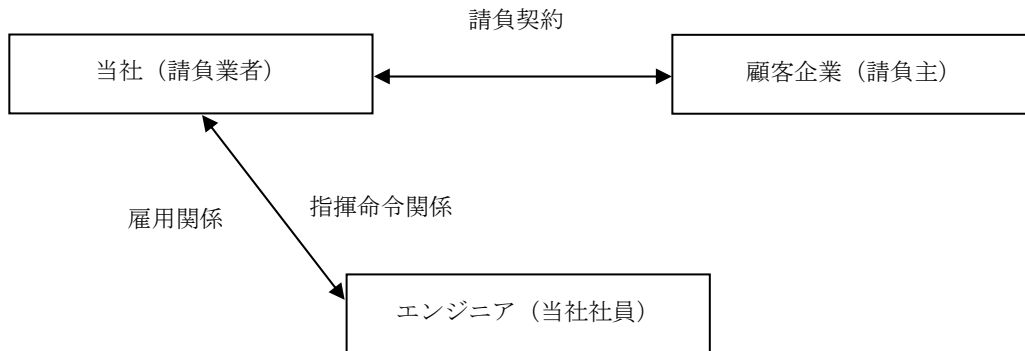 請負契約
当社（請負業者）
顧客企業（請負主）
雇用関係
指揮命令関係
エンジニア（当社社員）